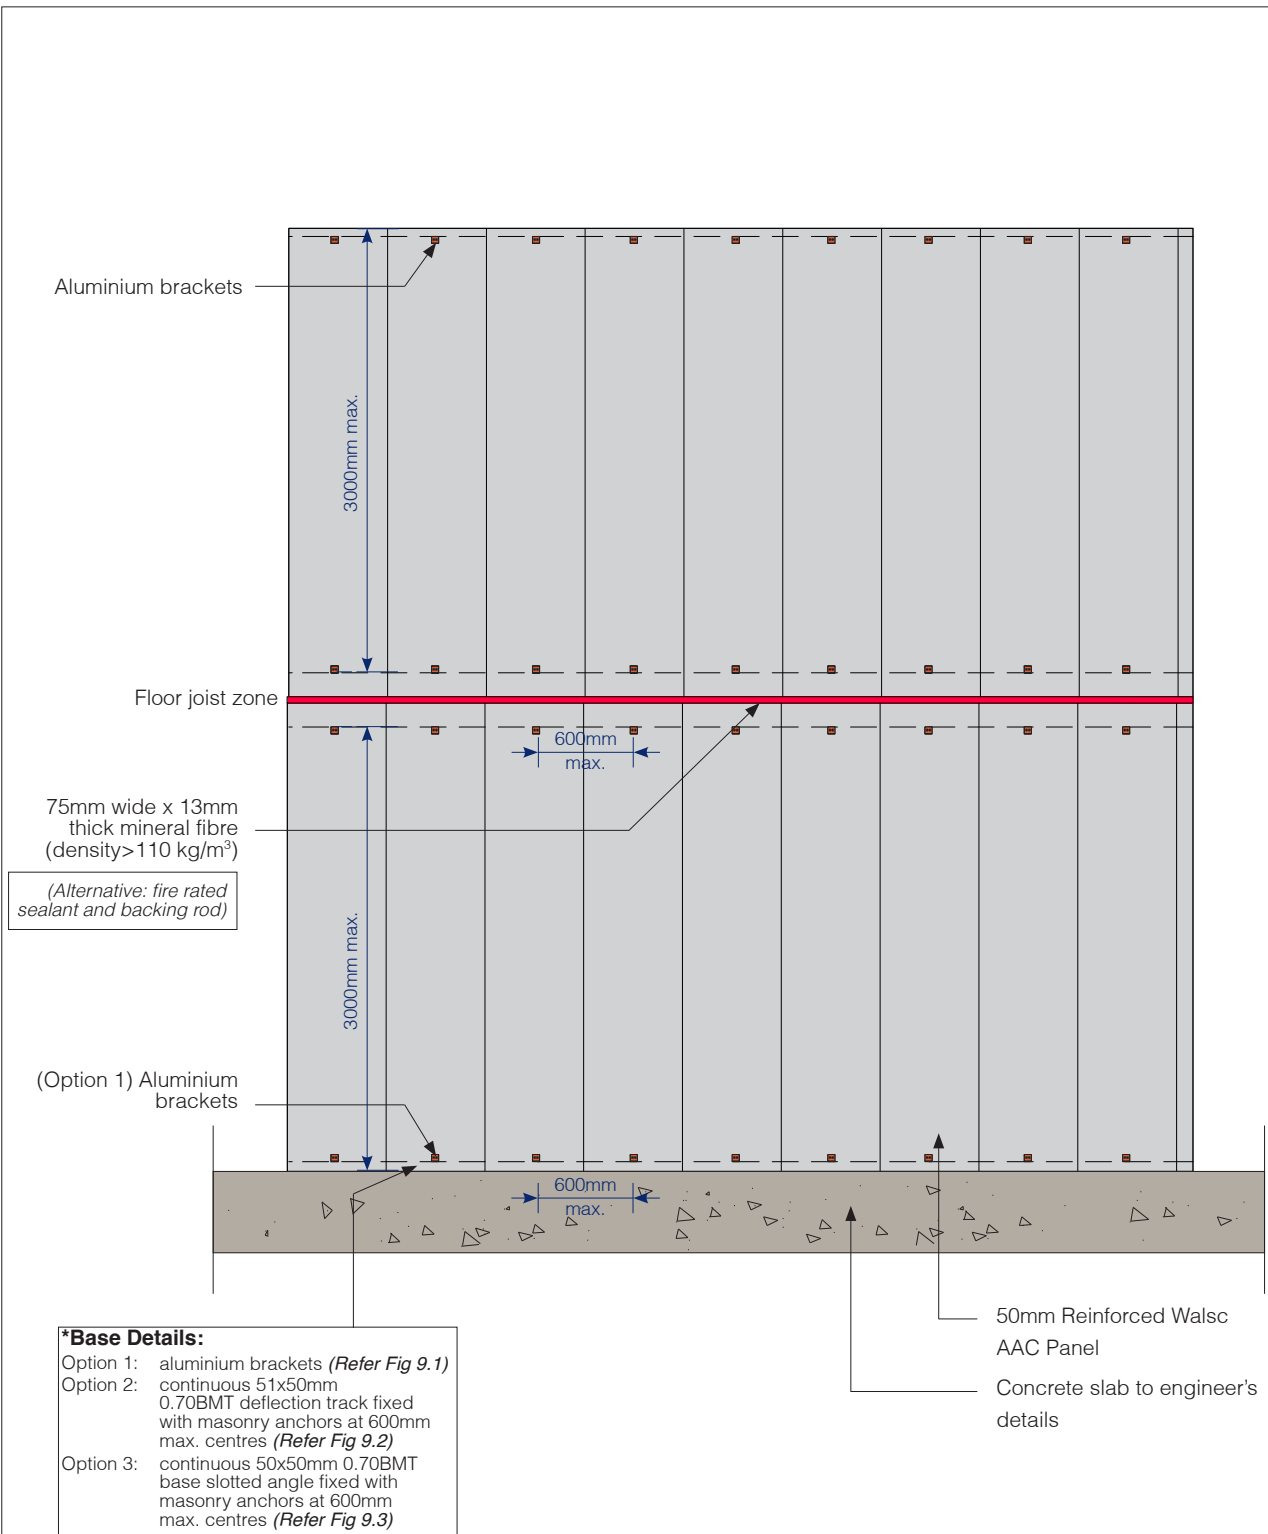 Aluminium brackets
3000mm max.
Floor joist zone
600mm
max.
75mm wide x 13mm
thick mineral fibre
(density>110 kg/m³)
(Alternative: fire rated
sealant and backing rod)
3000mm max.
(Option 1) Aluminium
brackets
600mm
max.
50mm Reinforced Walsc
AAC Panel
Concrete slab to engineer's
details
*Base Details:
Option 1: aluminium brackets (Refer Fig 9.1)
Option 2: continuous 51x50mm
0.70BMT deflection track fixed
with masonry anchors at 600mm
max. centres (Refer Fig 9.2)
Option 3: continuous 50x50mm 0.70BMT
base slotted angle fixed with
masonry anchors at 600mm
max. centres (Refer Fig 9.3)